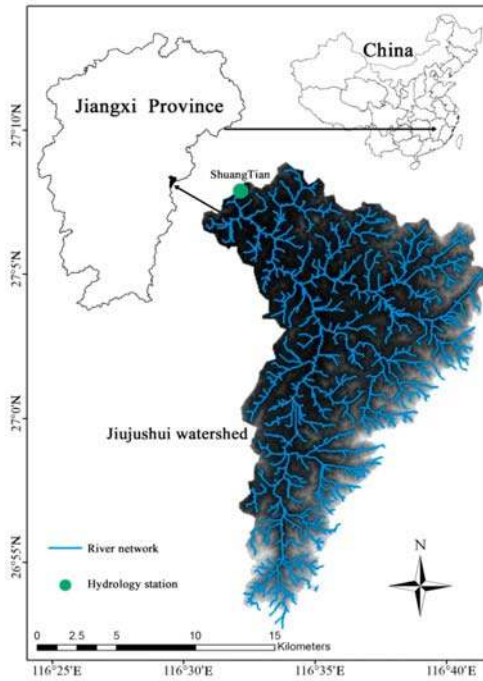 China
Jiangxi Province
ShuangTian
Jiujushui watershed
River network
Hydrology station
N
0 2.5 5 10 15
Kilometers
27°10'N
27°5'N
27°0'N
26°55'N
116°25'E 116°30'E 116°35'E 116°40'E